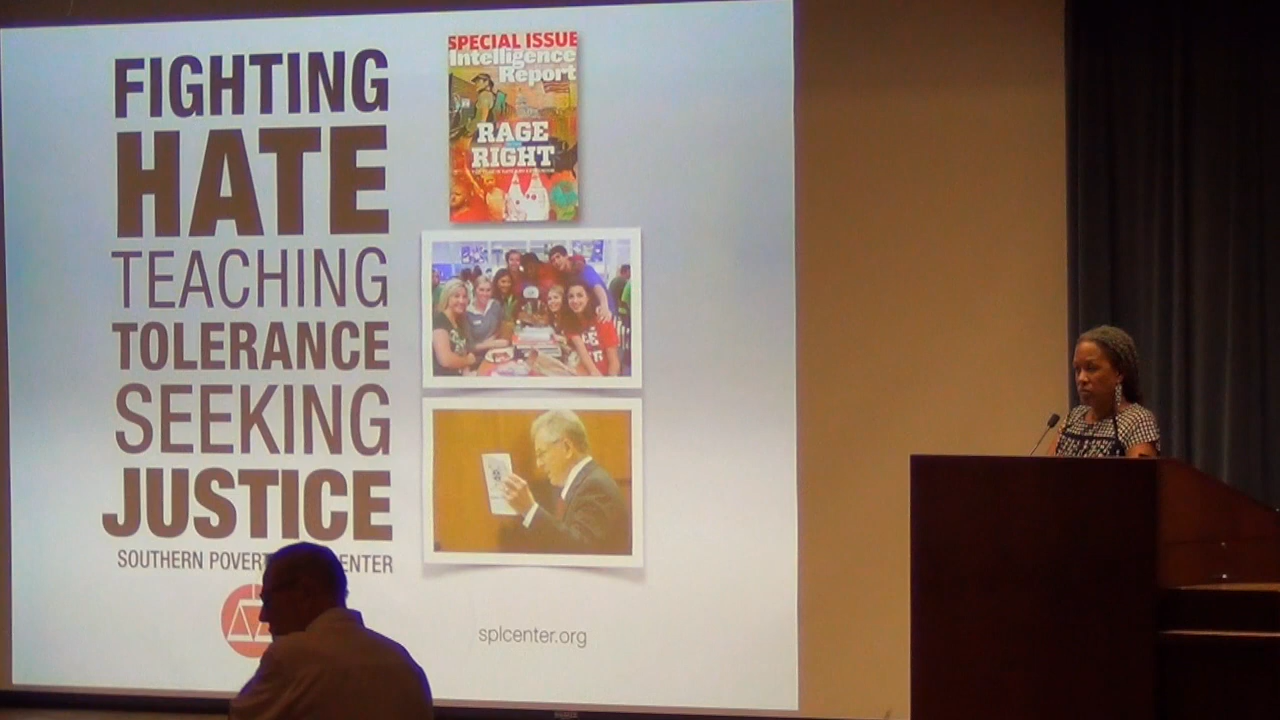 FIGHTING
HATE
TEACHING
TOLERANCE
SEEKING
JUSTICE
SOUTHERN POVERT ENTER
SPECIAL ISSUE
Intelligence
Report
RAGE
RIGHT
splcenter.org